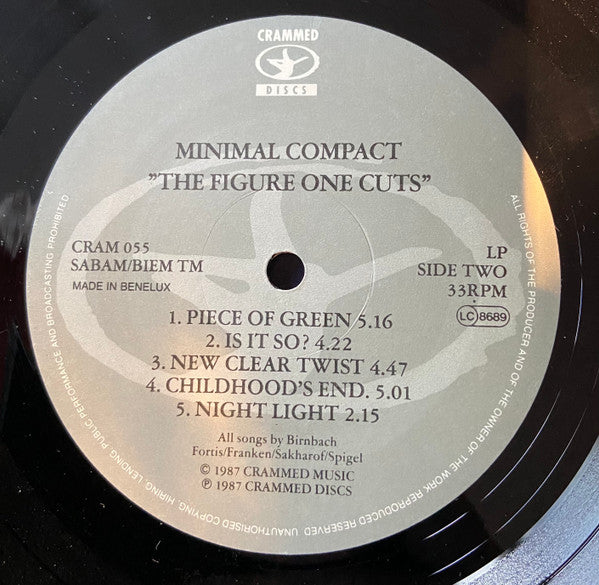 CRAMMED
DISCS
MINIMAL COMPACT
"THE FIGURE ONE CUTS"
CRAM 055
SABAM/BIEM TM
MADE IN BENELUX
LP
SIDE TWO
33RPM
LC 8689
1. PIECE OF GREEN 5.16
2. IS IT SO? 4.22
3. NEW CLEAR TWIST 4.47
4. CHILDHOOD'S END. 5.01
5. NIGHT LIGHT 2.15
All songs by Birnbach
Fortis/Franken/Sakharof/Spigel
© 1987 CRAMMED MUSIC
℗ 1987 CRAMMED DISCS
ALL RIGHTS OF THE PRODUCER AND OF THE OWNER OF THE WORK REPRODUCED RESERVED. UNAUTHORISED COPYING, HIRING, LENDING, PUBLIC PERFORMANCE AND BROADCASTING PROHIBITED